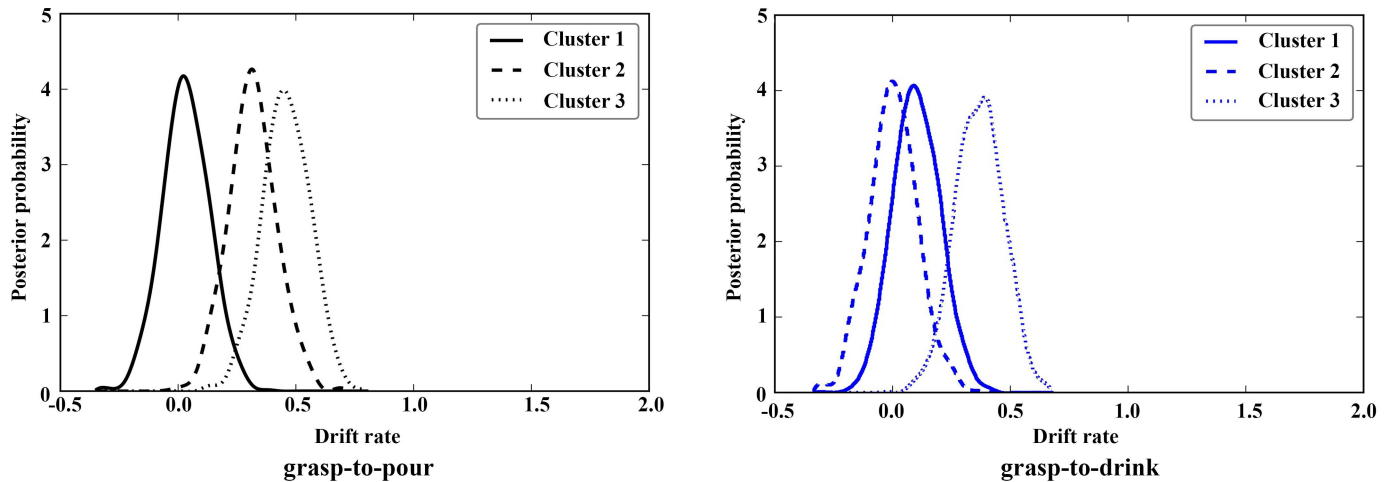 5
4
3
2
1
0
Posterior probability
Cluster 1
Cluster 2
Cluster 3
-0.5 0.0 0.5 1.0 1.5 2.0
Drift rate
grasp-to-pour
5
4
3
2
1
0
Posterior probability
Cluster 1
Cluster 2
Cluster 3
-0.5 0.0 0.5 1.0 1.5 2.0
Drift rate
grasp-to-drink